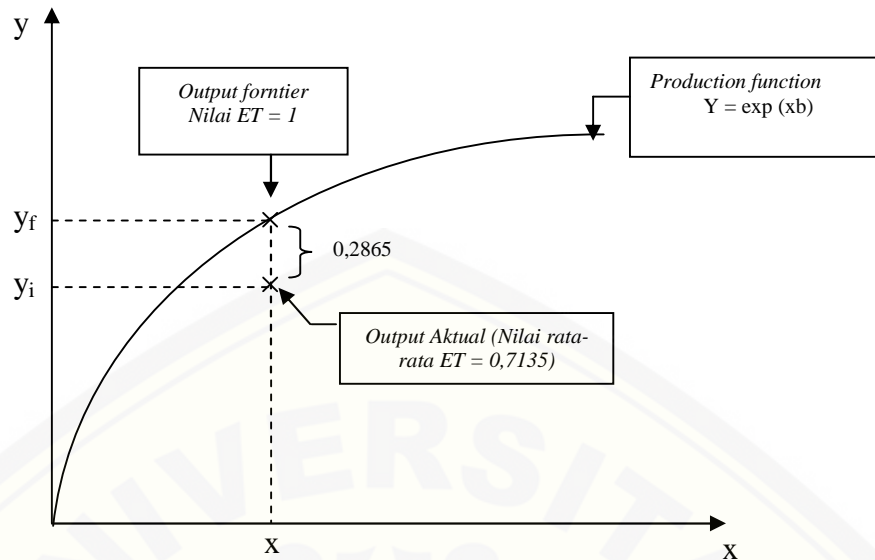 y
Output forntier
Nilai ET = 1
Production function
Y = exp (xb)
yf
0,2865
yi
Output Aktual (Nilai rata-
rata ET = 0,7135)
UNIVERSITA
x
x